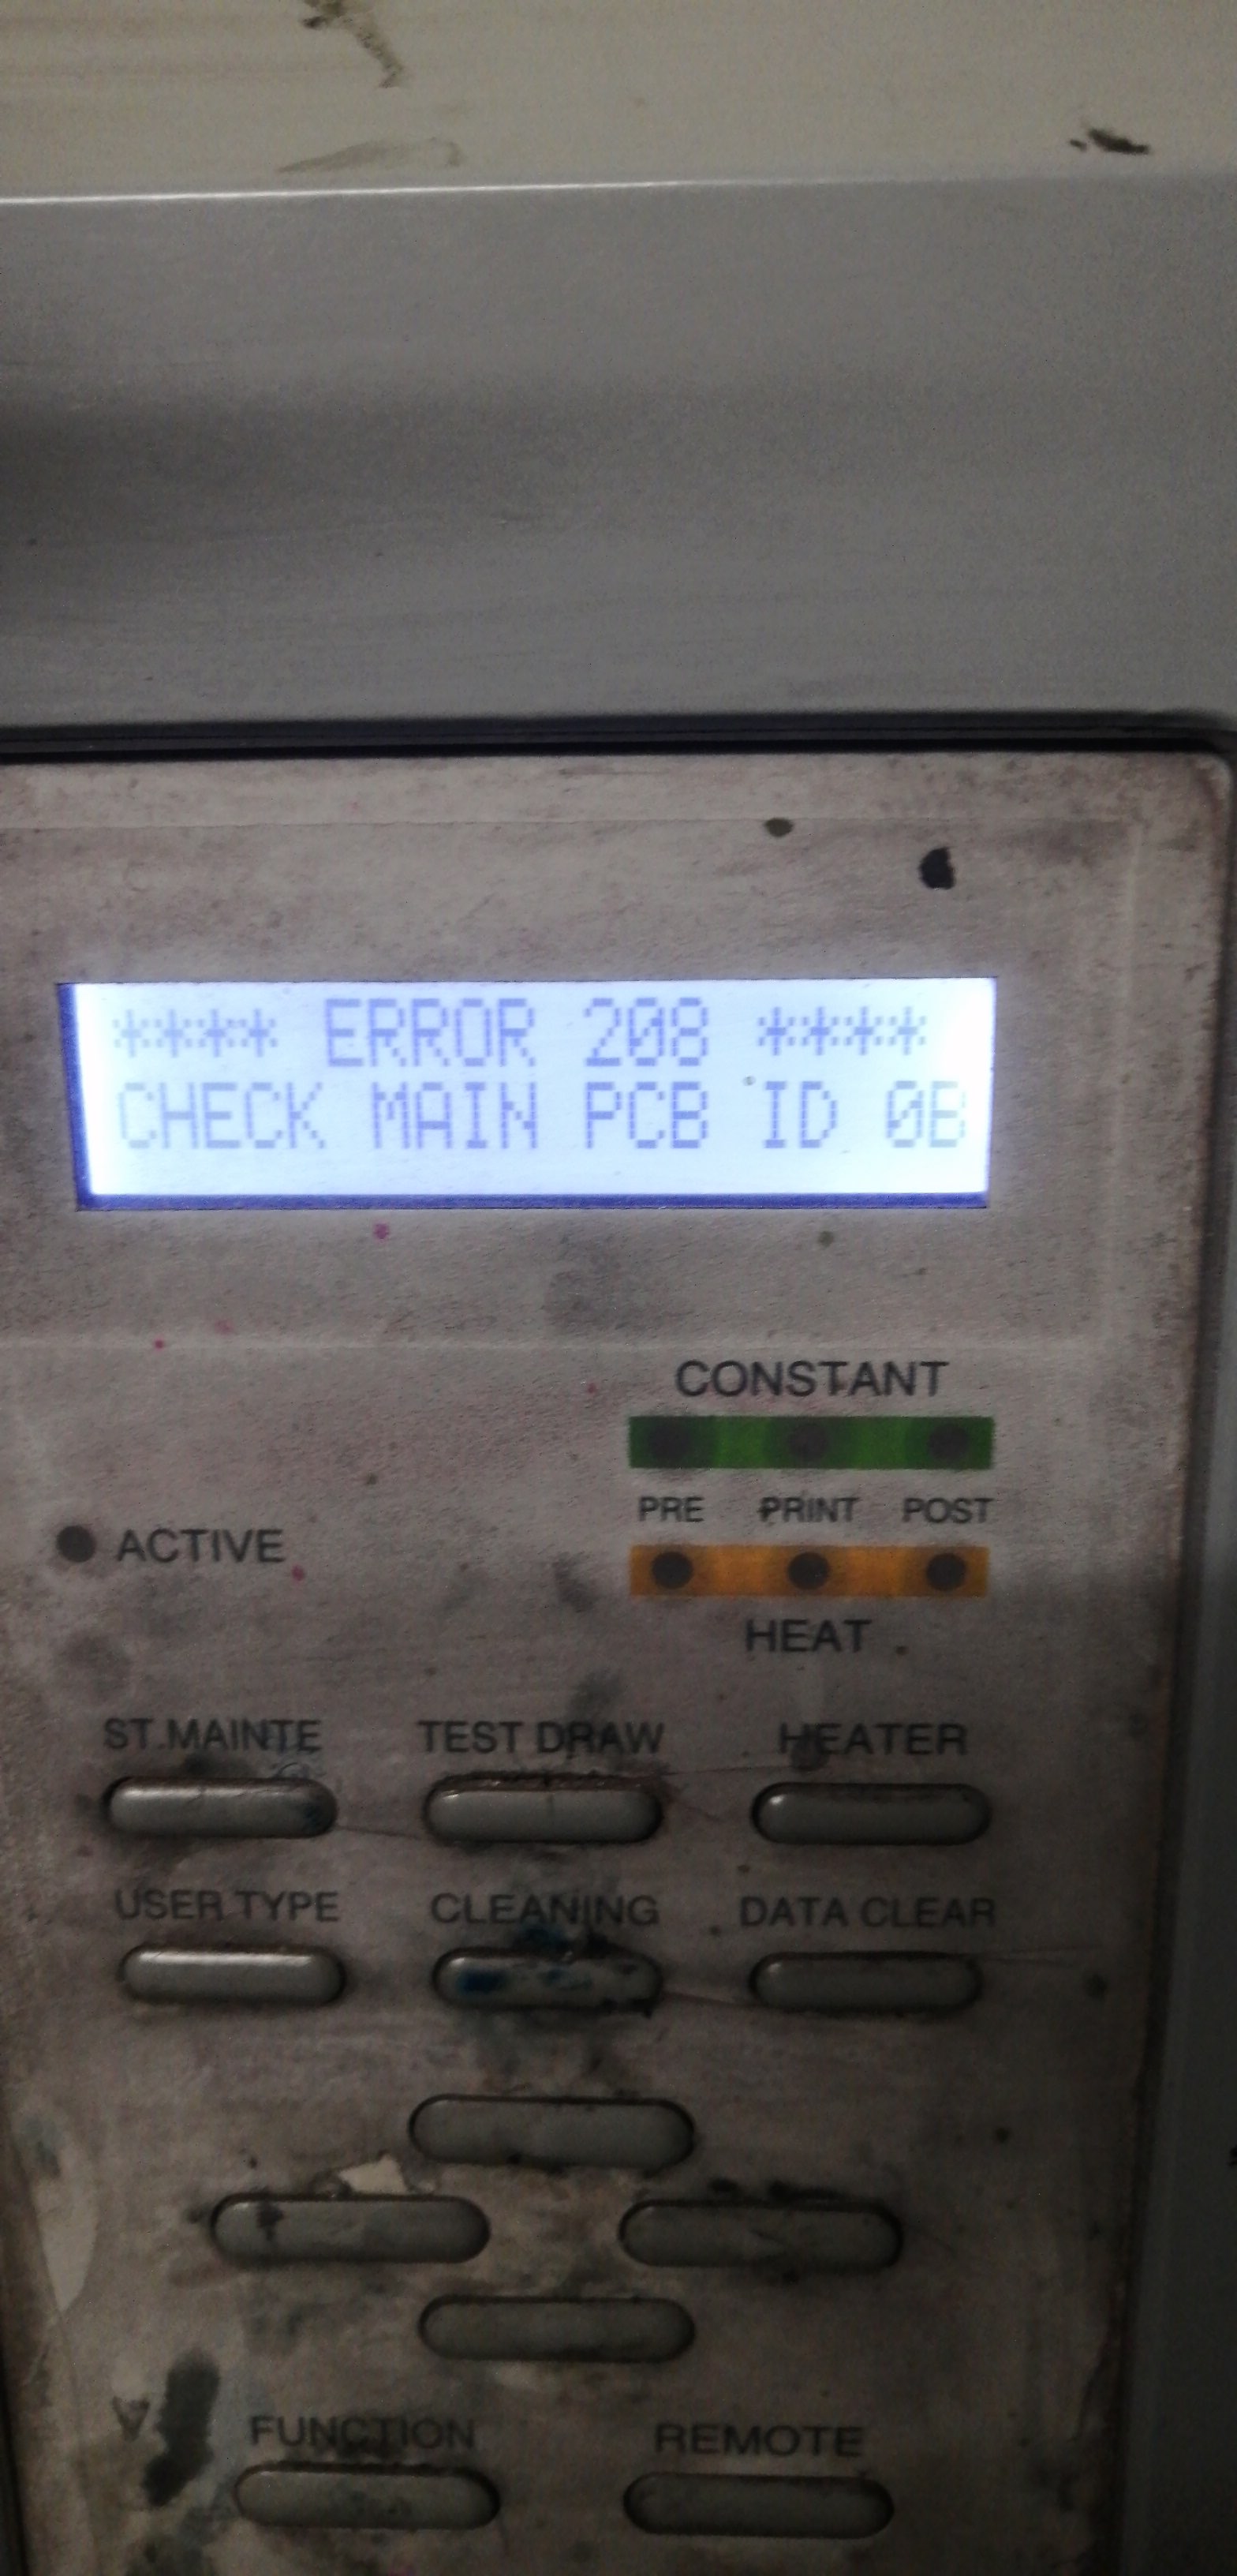 **** ERROR 208 ****
CHECK MAIN PCB ID 0B
CONSTANT
PRE PRINT POST
ACTIVE
HEAT
ST.MAINTE TEST DRAW HEATER
USER TYPE CLEANING DATA CLEAR
FUNCTION REMOTE